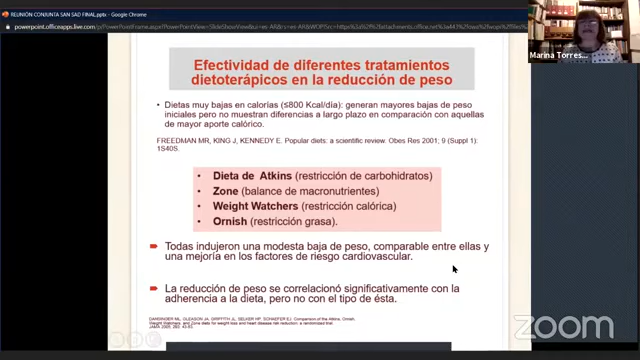 REUNIÓN CONJUNTA SAN SAD FINAL.pptx - Google Chrome
Marina Torres...
Efectividad de diferentes tratamientos
dietoterápicos en la reducción de peso
• Dietas muy bajas en calorías (≤800 Kcal/día): generan mayores bajas de peso
iniciales pero no muestran diferencias a largo plazo en comparación con aquellas
de mayor aporte calórico.
FREEDMAN MR, KING J, KENNEDY E. Popular diets: a scientific review. Obes Res 2001; 9 (Suppl 1):
1S40S.
• Dieta de Atkins (restricción de carbohidratos)
• Zone (balance de macronutrientes)
• Weight Watchers (restricción calórica)
• Ornish (restricción grasa).
Todas indujeron una modesta baja de peso, comparable entre ellas y
una mejoría en los factores de riesgo cardiovascular.
La reducción de peso se correlacionó significativamente con la
adherencia a la dieta, pero no con el tipo de ésta.
DANSINGER ML, GLEASON JA, GRIFFITH JL, SELKER HP, SCHAEFER EJ. Comparison of the Atkins, Ornish,
Weight Watchers, and Zone diets for weight loss and heart disease risk reduction: a randomized trial.
JAMA 2005; 293: 43-53.
zoom